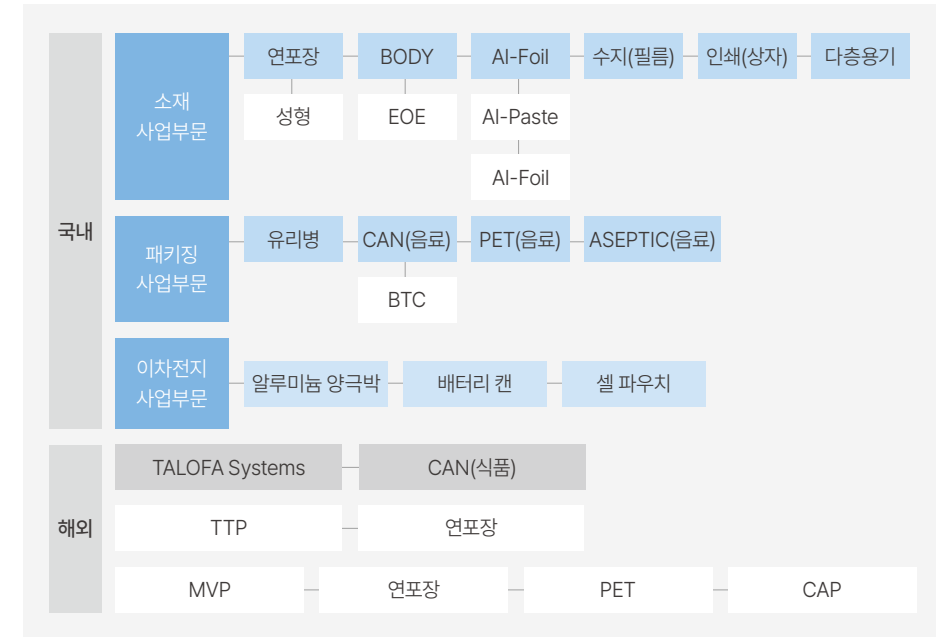 국내
소재
사업부문
연포장
BODY
Al-Foil
수지(필름)
인쇄(상자)
다층용기
성형
EOE
Al-Paste
Al-Foil
패키징
사업부문
유리병
CAN(음료)
PET(음료)
ASEPTIC(음료)
BTC
이차전지
사업부문
알루미늄 양극박
배터리 캔
셀 파우치
해외
TALOFA Systems
CAN(식품)
TTP
연포장
MVP
연포장
PET
CAP